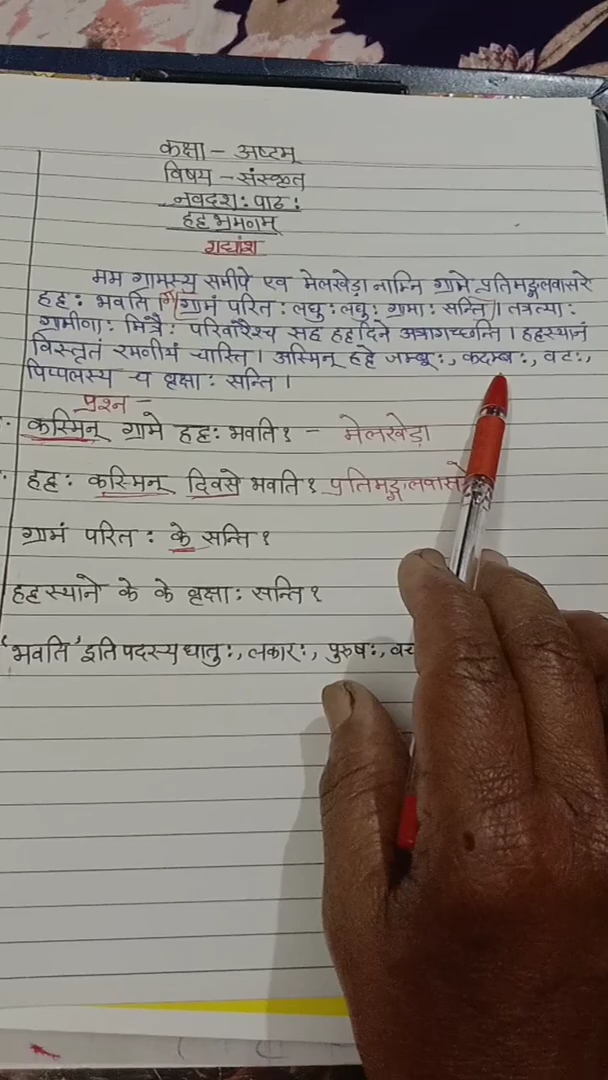 कक्षा - अष्टम्
विषय - संस्कृत
नवदश: पाठ:
हट्टभ्रमणम्
गद्यांश
मम ग्रामस्य समीपे एव मेलखेड़ा नाम्नि ग्रामे प्रतिमङ्गलवासरे
हट्ट: भवति । ग्रामं परित: लघु: लघु: ग्रामा: सन्ति । तत्रत्या:
ग्रामीणा: मित्रै: परिवारैश्च सह हट्टदिने अत्रागच्छन्ति । हट्टस्थानं
विस्तृतं रमणीयं चास्ति । अस्मिन् हट्टे जम्बू:, कदम्ब:, वट:,
पिप्पलस्य च वृक्षा: सन्ति ।
प्रश्न -
कस्मिन् ग्रामे हट्ट: भवति? - मेलखेड़ा
हट्ट: कस्मिन् दिवसे भवति? प्रतिमङ्गलवासरे
ग्रामं परित: के सन्ति?
हट्टस्थाने के के वृक्षा: सन्ति?
'भवति' इति पदस्य धातु:, लकार:, पुरुष:, वच